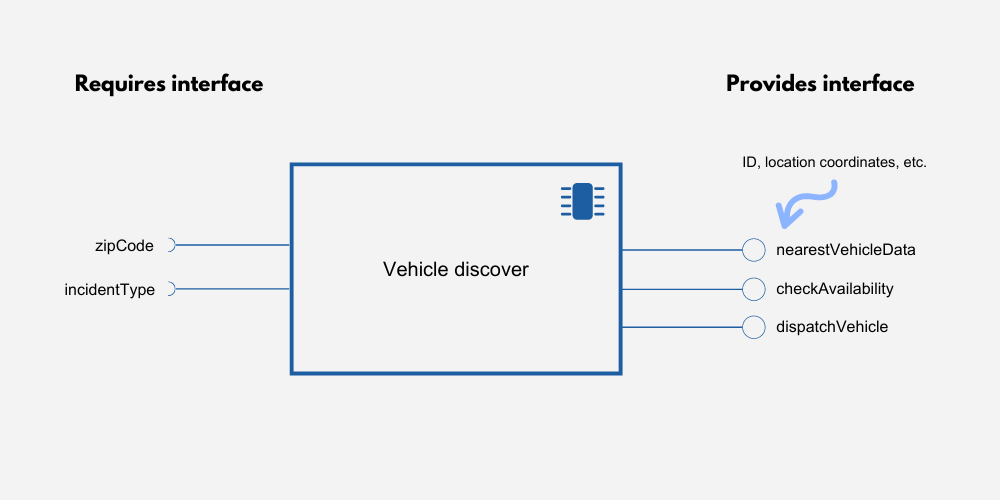 Requires interface
Provides interface
ID, location coordinates, etc.
zipCode
incidentType
Vehicle discover
nearestVehicleData
checkAvailability
dispatchVehicle